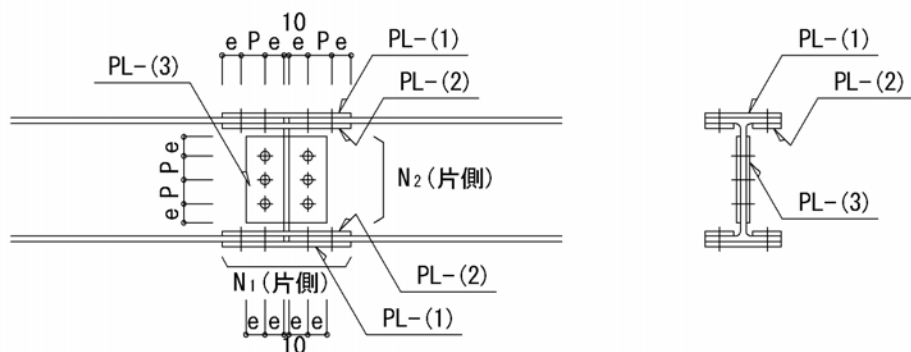 10
e P e e P e
PL-(1)
PL-(2)
PL-(3)
e P P e
N₂(片側)
N₁(片側)
PL-(2)
PL-(1)
e e e e
10
PL-(1)
PL-(2)
PL-(3)